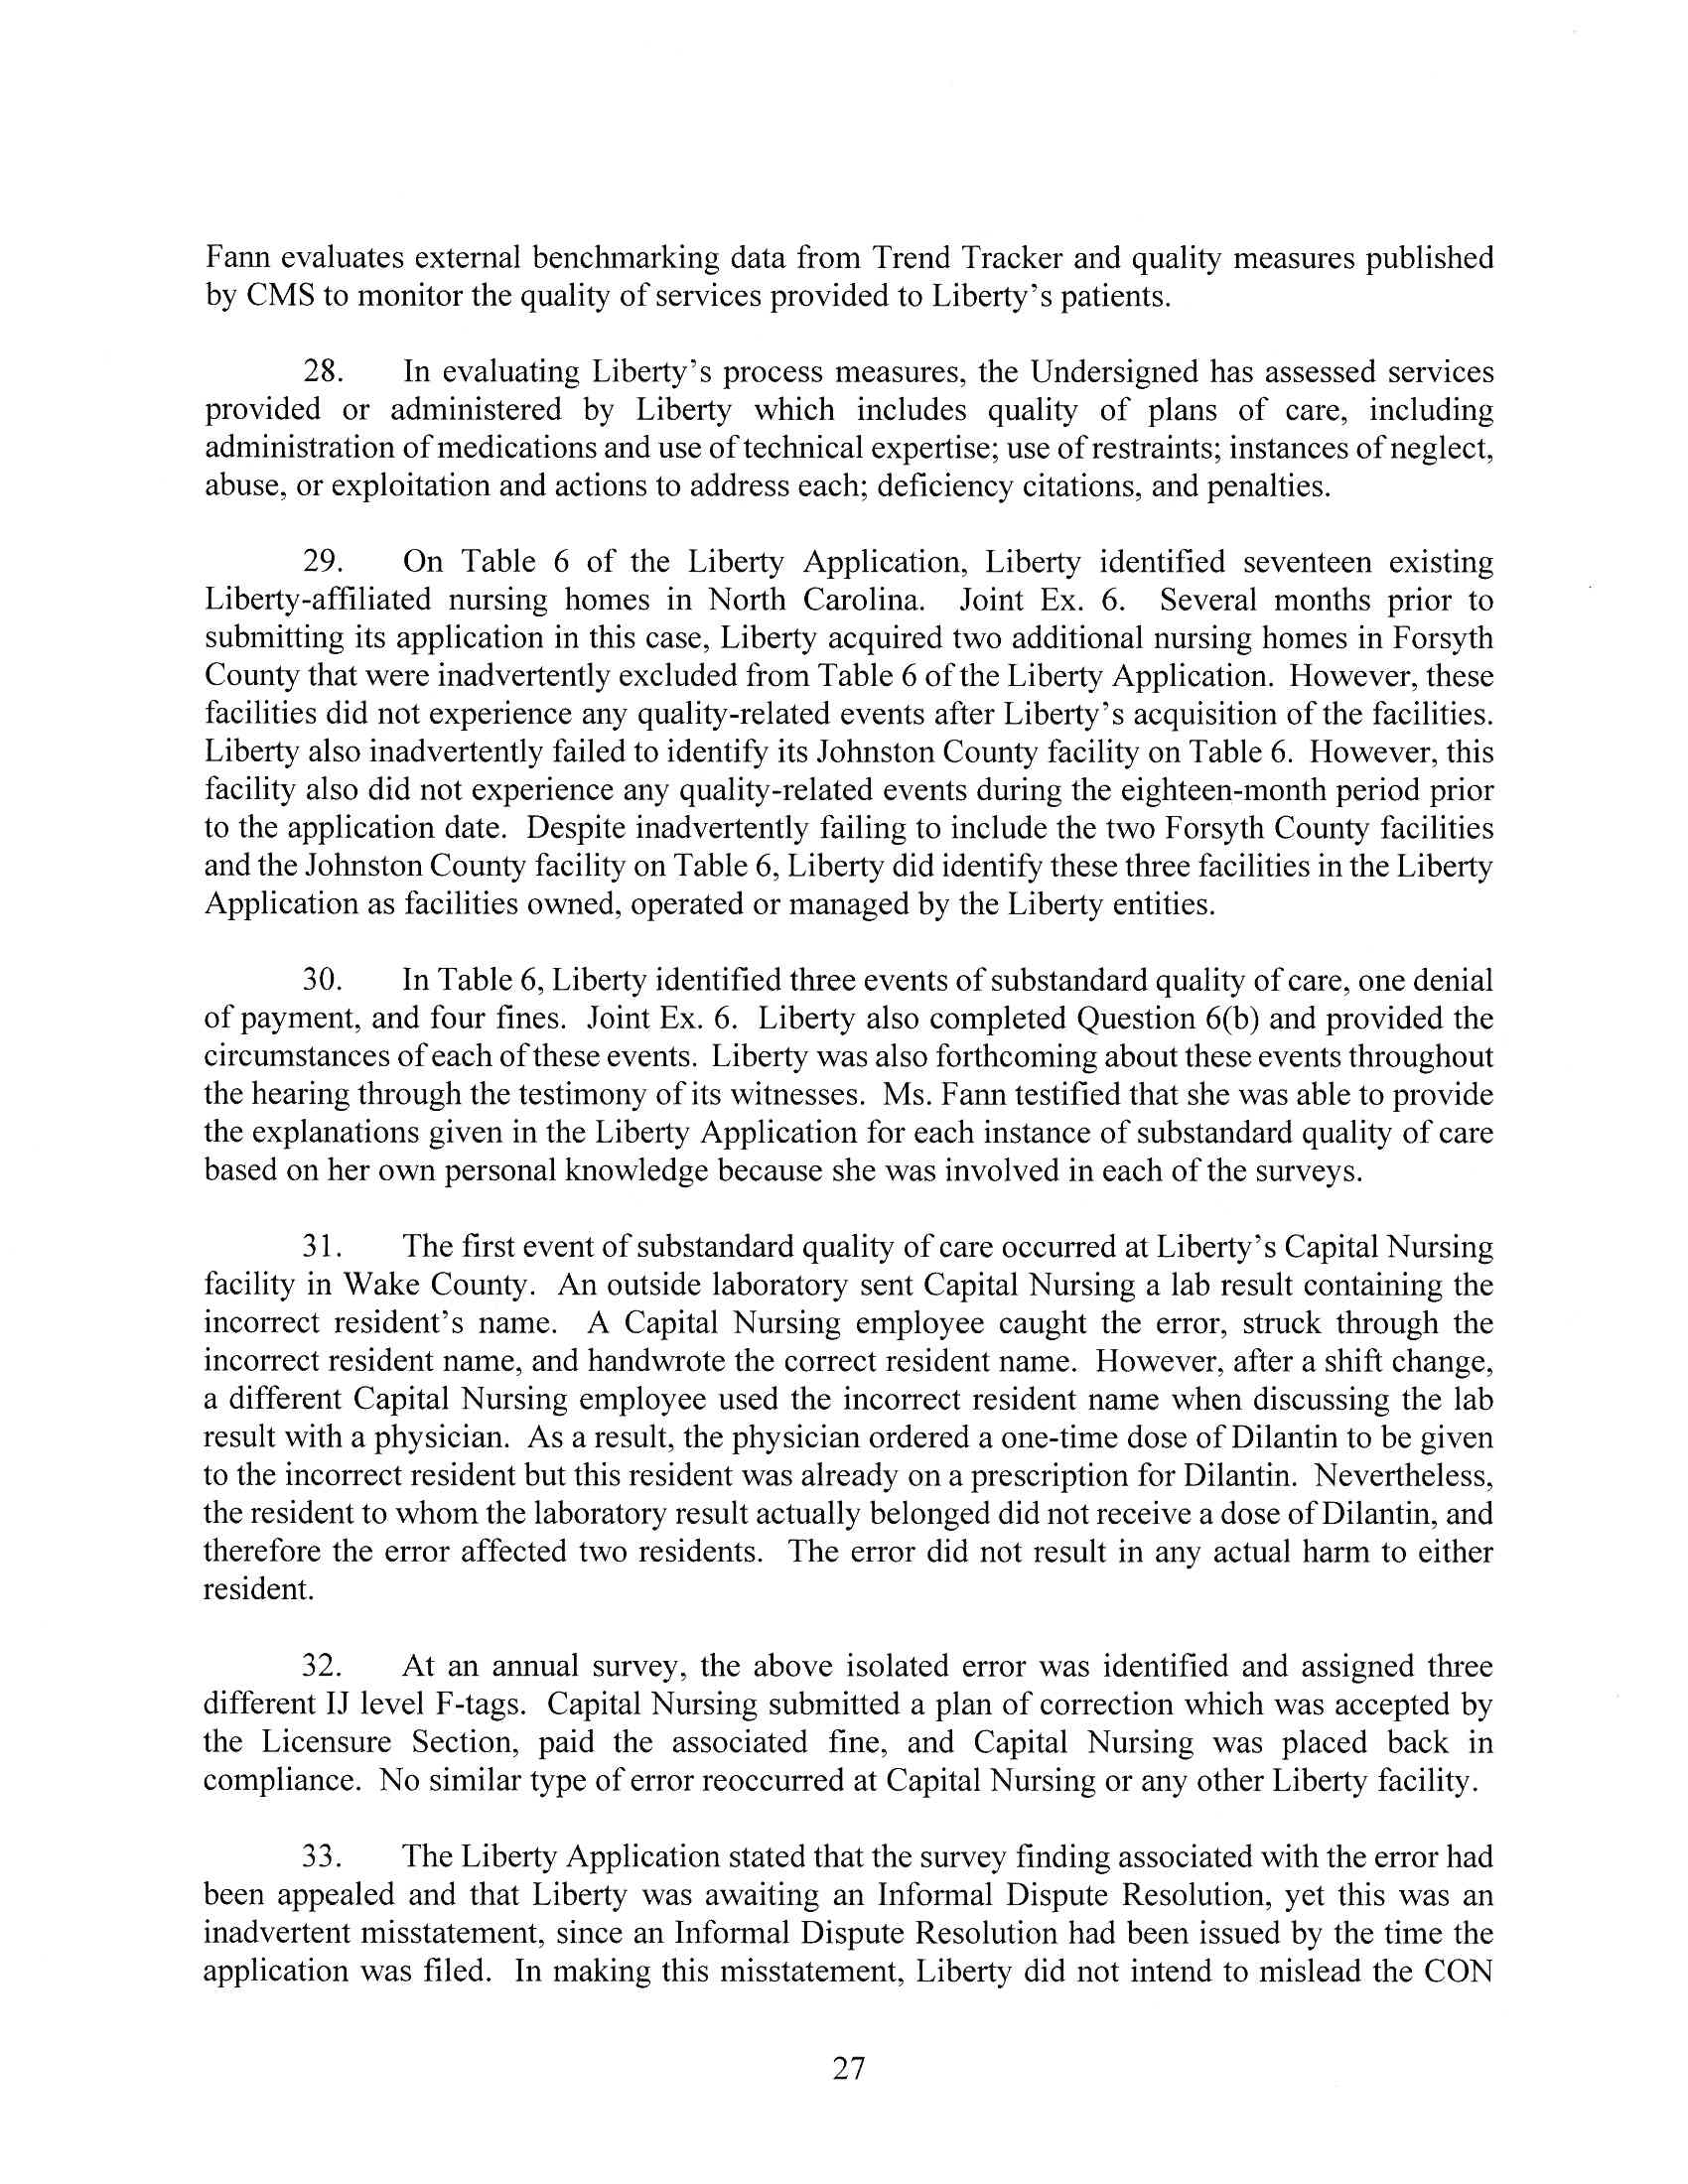 Fann evaluates external benchmarking data from Trend Tracker and quality measures published
by CMS to monitor the quality of services provided to Liberty's patients.
28. In evaluating Liberty's process measures, the Undersigned has assessed services
provided or administered by Liberty which includes quality of plans of care, including
administration of medications and use of technical expertise; use of restraints; instances of neglect,
abuse, or exploitation and actions to address each; deficiency citations, and penalties.
29. On Table 6 of the Liberty Application, Liberty identified seventeen existing
Liberty-affiliated nursing homes in North Carolina. Joint Ex. 6. Several months prior to
submitting its application in this case, Liberty acquired two additional nursing homes in Forsyth
County that were inadvertently excluded from Table 6 of the Liberty Application. However, these
facilities did not experience any quality-related events after Liberty's acquisition of the facilities.
Liberty also inadvertently failed to identify its Johnston County facility on Table 6. However, this
facility also did not experience any quality-related events during the eighteen-month period prior
to the application date. Despite inadvertently failing to include the two Forsyth County facilities
and the Johnston County facility on Table 6, Liberty did identify these three facilities in the Liberty
Application as facilities owned, operated or managed by the Liberty entities.
30. In Table 6, Liberty identified three events of substandard quality of care, one denial
of payment, and four fines. Joint Ex. 6. Liberty also completed Question 6(b) and provided the
circumstances of each of these events. Liberty was also forthcoming about these events throughout
the hearing through the testimony of its witnesses. Ms. Fann testified that she was able to provide
the explanations given in the Liberty Application for each instance of substandard quality of care
based on her own personal knowledge because she was involved in each of the surveys.
31. The first event of substandard quality of care occurred at Liberty's Capital Nursing
facility in Wake County. An outside laboratory sent Capital Nursing a lab result containing the
incorrect resident's name. A Capital Nursing employee caught the error, struck through the
incorrect resident name, and handwrote the correct resident name. However, after a shift change,
a different Capital Nursing employee used the incorrect resident name when discussing the lab
result with a physician. As a result, the physician ordered a one-time dose of Dilantin to be given
to the incorrect resident but this resident was already on a prescription for Dilantin. Nevertheless,
the resident to whom the laboratory result actually belonged did not receive a dose of Dilantin, and
therefore the error affected two residents. The error did not result in any actual harm to either
resident.
32. At an annual survey, the above isolated error was identified and assigned three
different IJ level F-tags. Capital Nursing submitted a plan of correction which was accepted by
the Licensure Section, paid the associated fine, and Capital Nursing was placed back in
compliance. No similar type of error reoccurred at Capital Nursing or any other Liberty facility.
33. The Liberty Application stated that the survey finding associated with the error had
been appealed and that Liberty was awaiting an Informal Dispute Resolution, yet this was an
inadvertent misstatement, since an Informal Dispute Resolution had been issued by the time the
application was filed. In making this misstatement, Liberty did not intend to mislead the CON
27